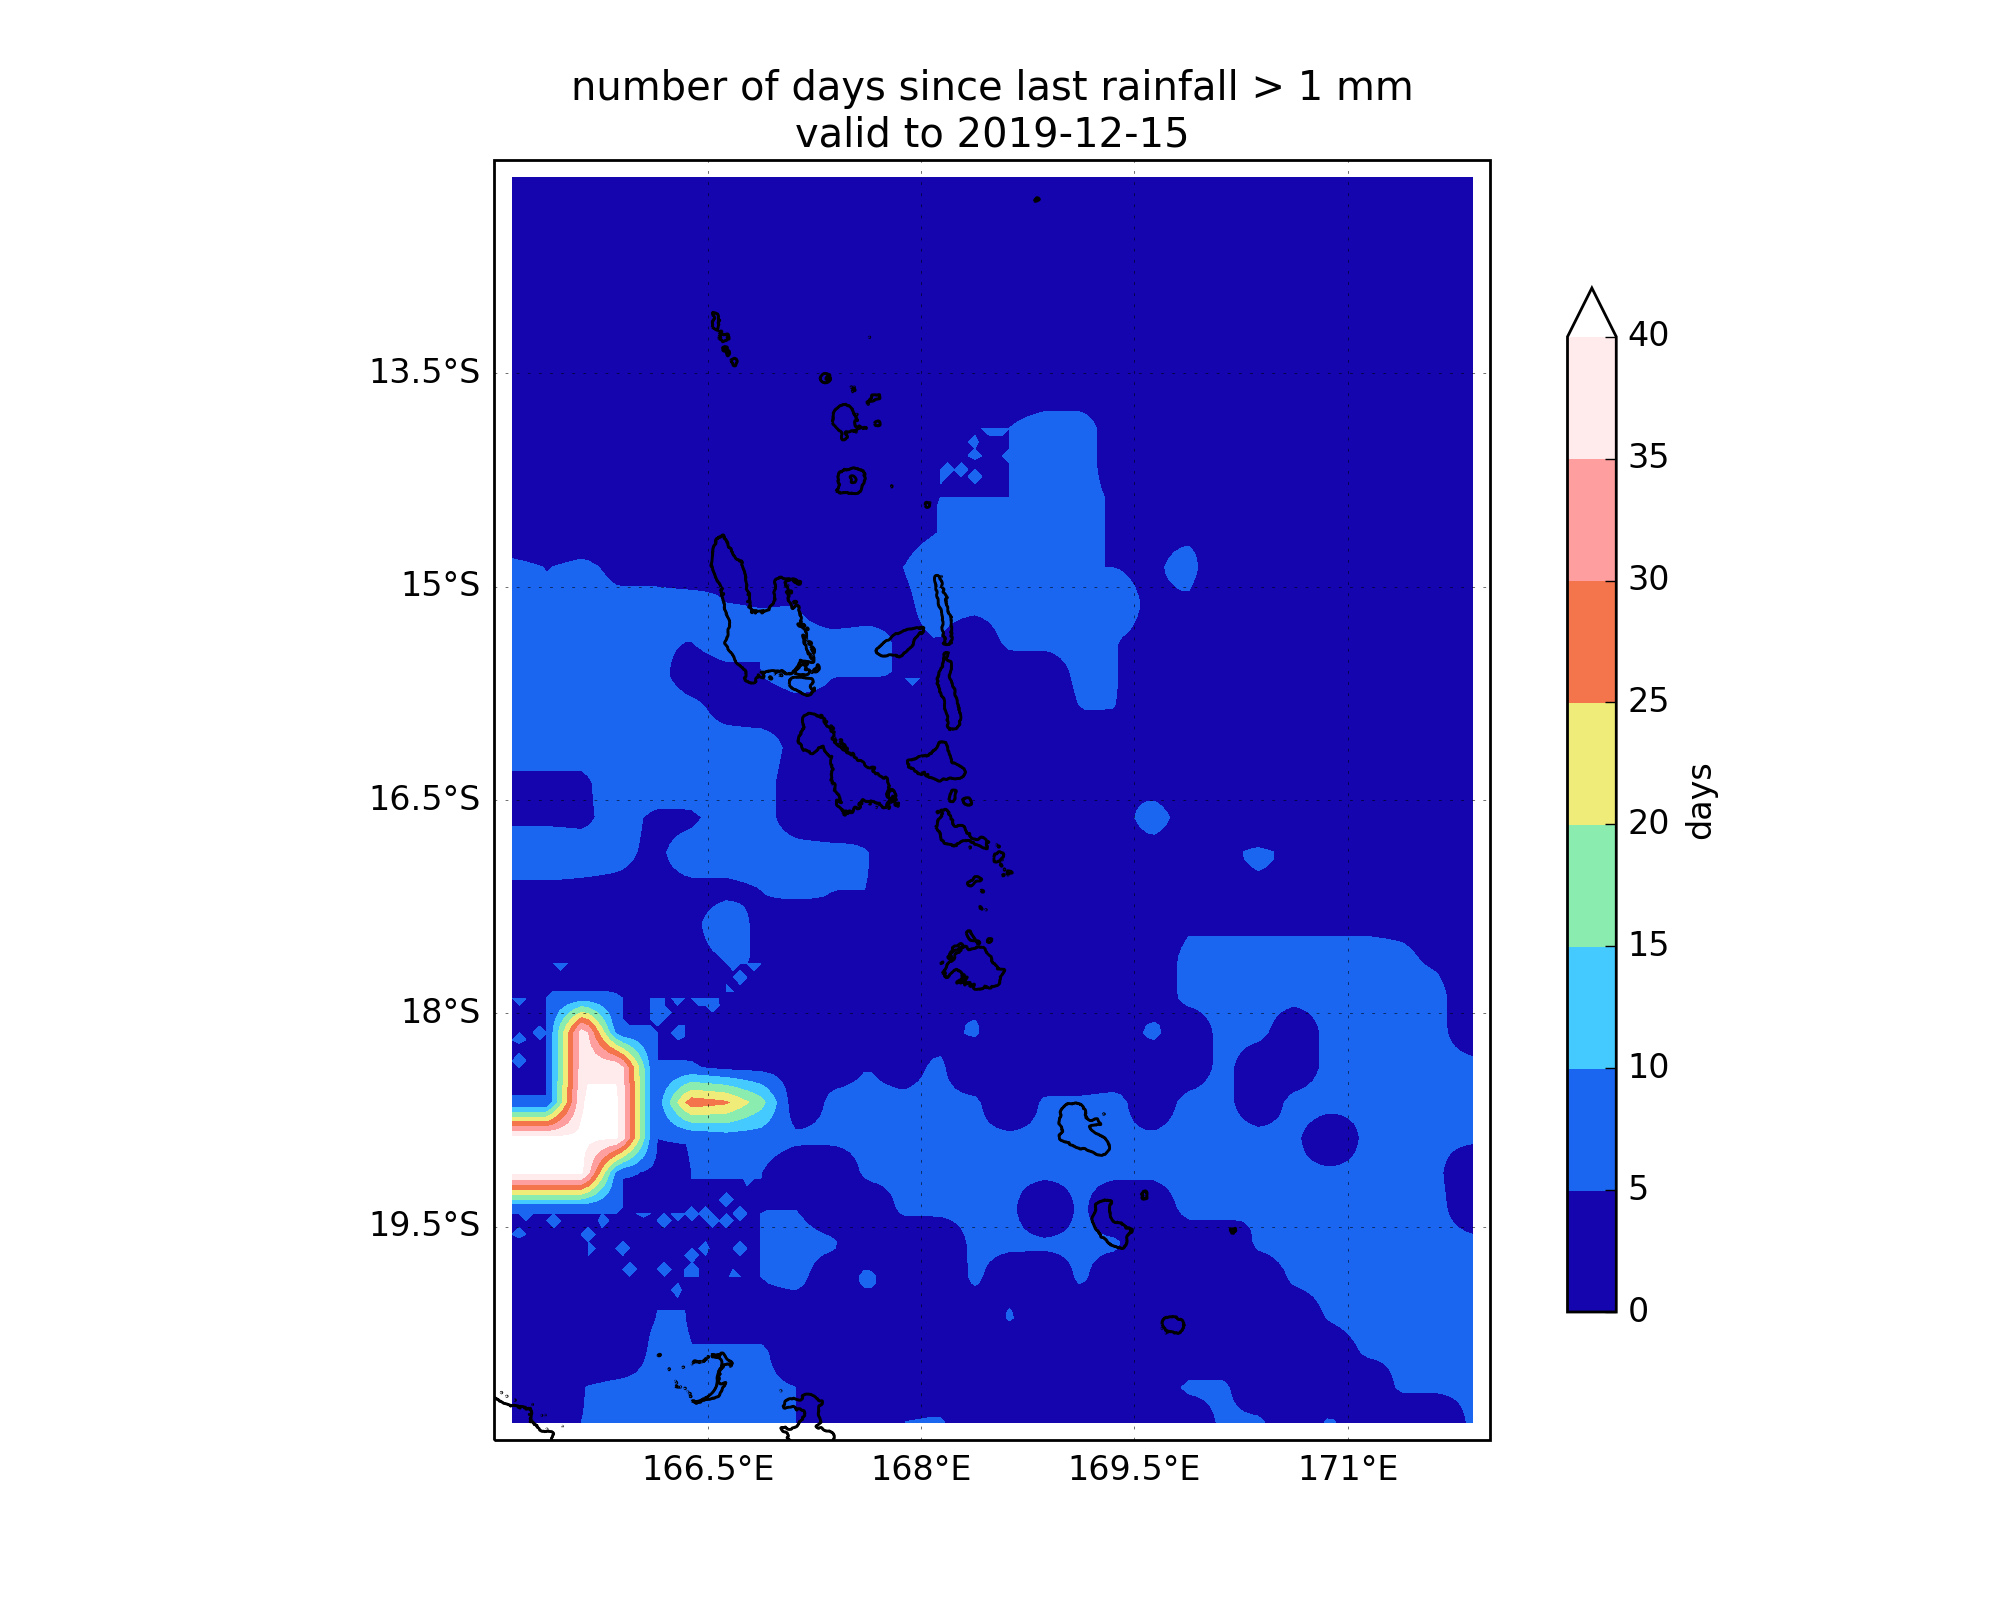 number of days since last rainfall > 1 mm
valid to 2019-12-15
13.5°S
15°S
16.5°S
18°S
19.5°S
166.5°E
168°E
169.5°E
171°E
40
35
30
25
20
15
10
5
0
days